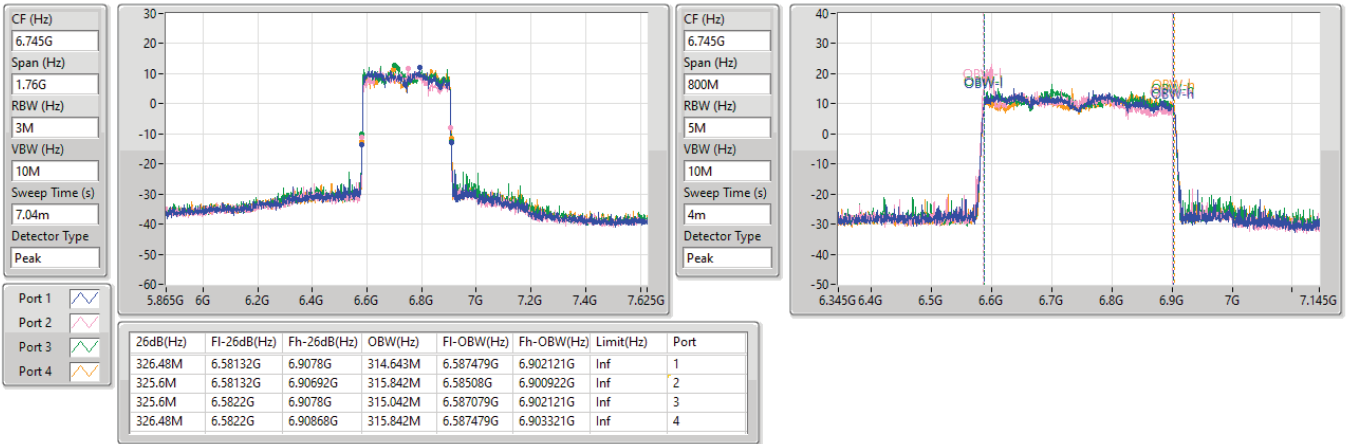 CF (Hz)
6.745G
Span (Hz)
1.76G
RBW (Hz)
3M
VBW (Hz)
10M
Sweep Time (s)
7.04m
Detector Type
Peak
30
20
10
0
-10
-20
-30
-40
-50
-60
5.865G 6G 6.2G 6.4G 6.6G 6.8G 7G 7.2G 7.4G 7.625G
CF (Hz)
6.745G
Span (Hz)
800M
RBW (Hz)
5M
VBW (Hz)
10M
Sweep Time (s)
4m
Detector Type
Peak
40
30
20
10
0
-10
-20
-30
-40
-50
OBW-l
OBW-h
OBW-h
6.345G 6.4G 6.5G 6.6G 6.7G 6.8G 6.9G 7G 7.145G
Port 1
Port 2
Port 3
Port 4
26dB(Hz) Fl-26dB(Hz) Fh-26dB(Hz) OBW(Hz) Fl-OBW(Hz) Fh-OBW(Hz) Limit(Hz) Port
326.48M 6.58132G 6.9078G 314.643M 6.587479G 6.902121G Inf 1
325.6M 6.58132G 6.90692G 315.842M 6.58508G 6.900922G Inf 2
325.6M 6.5822G 6.9078G 315.042M 6.587079G 6.902121G Inf 3
326.48M 6.5822G 6.90868G 315.842M 6.587479G 6.903321G Inf 4